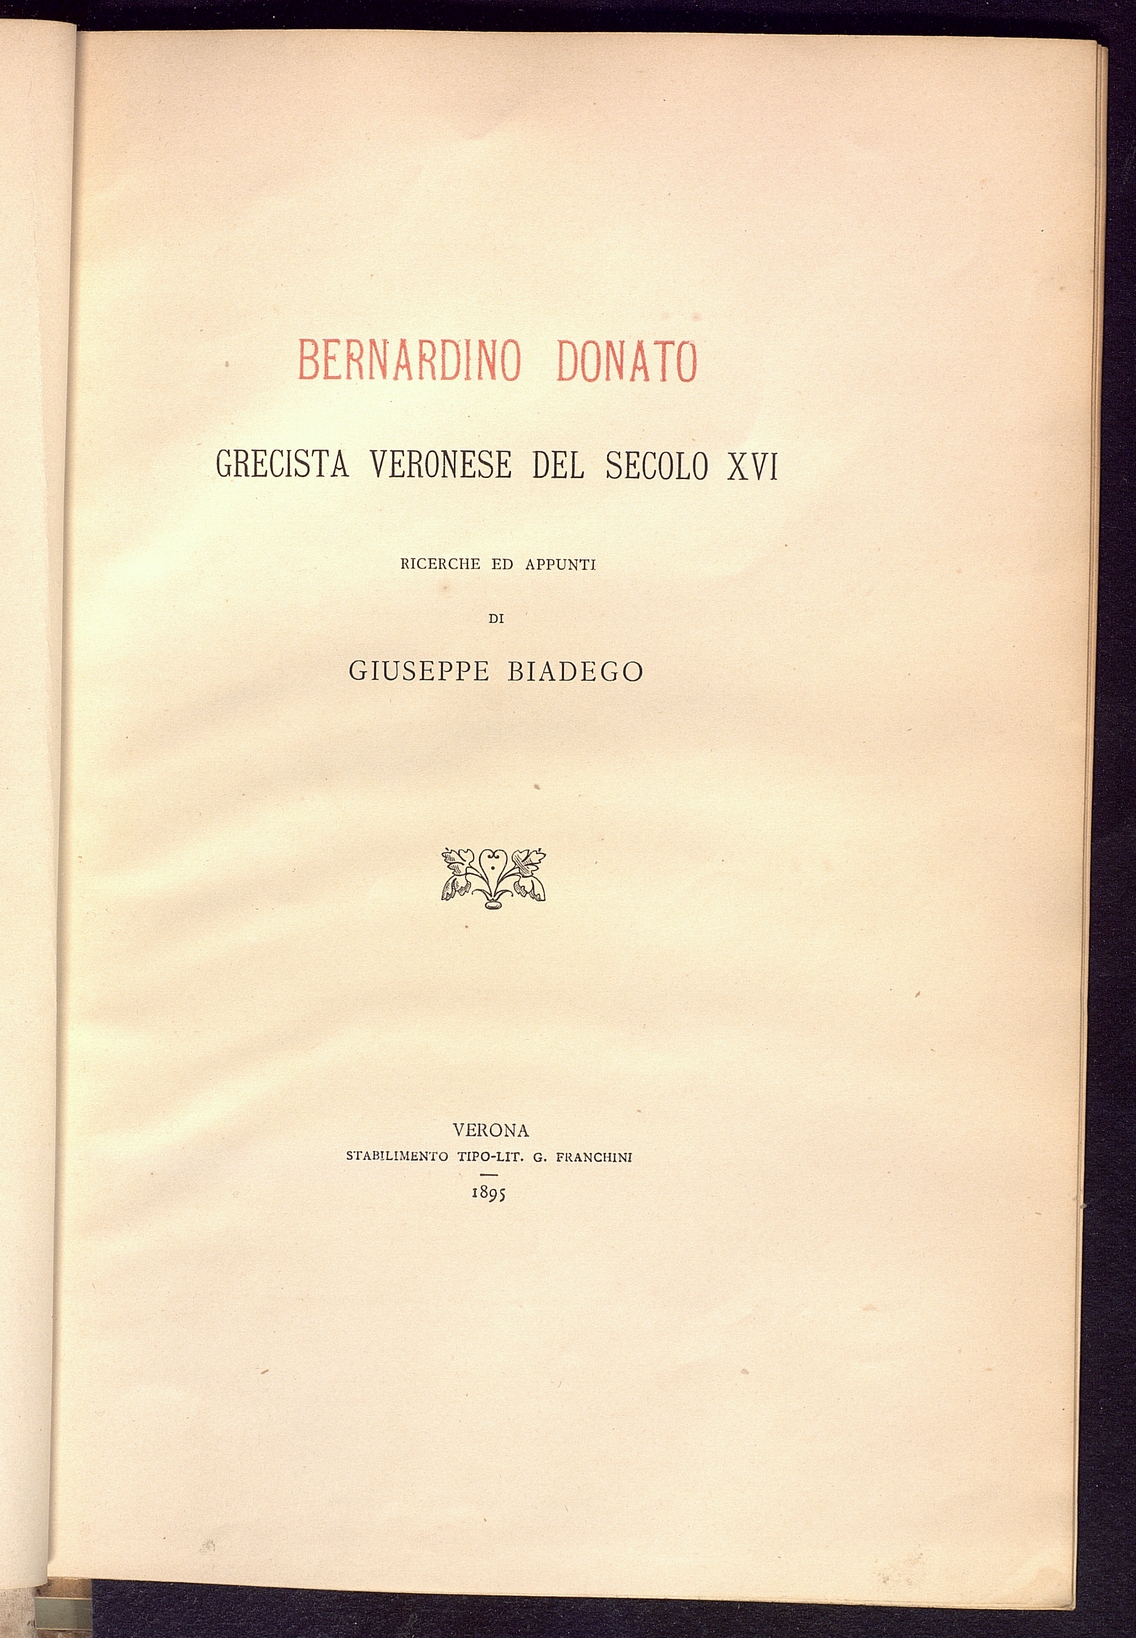 BERNARDINO DONATO
GRECISTA VERONESE DEL SECOLO XVI
RICERCHE ED APPUNTI
DI
GIUSEPPE BIADEGO
VERONA
STABILIMENTO TIPO-LIT. G. FRANCHINI
1895